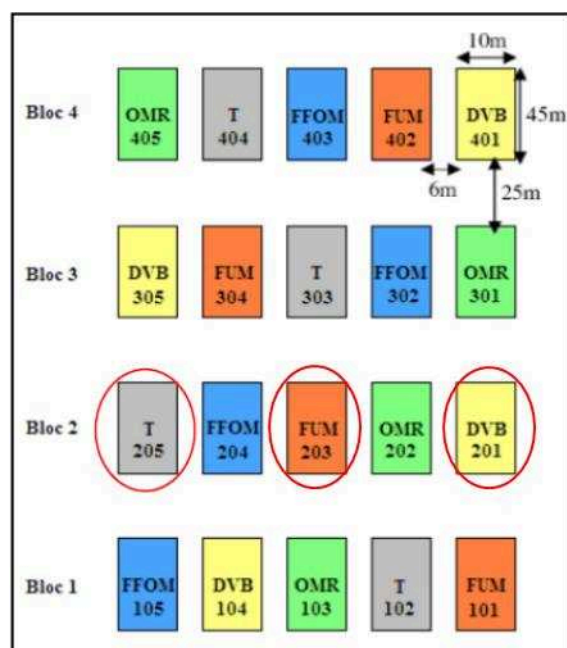 10m
Bloc 4
OMR
405
T
404
FFOM
403
FUM
402
DVB
401
45m
6m
25m
Bloc 3
DVB
305
FUM
304
T
303
FFOM
302
OMR
301
Bloc 2
T
205
FFOM
204
FUM
203
OMR
202
DVB
201
Bloc 1
FFOM
105
DVB
104
OMR
103
T
102
FUM
101